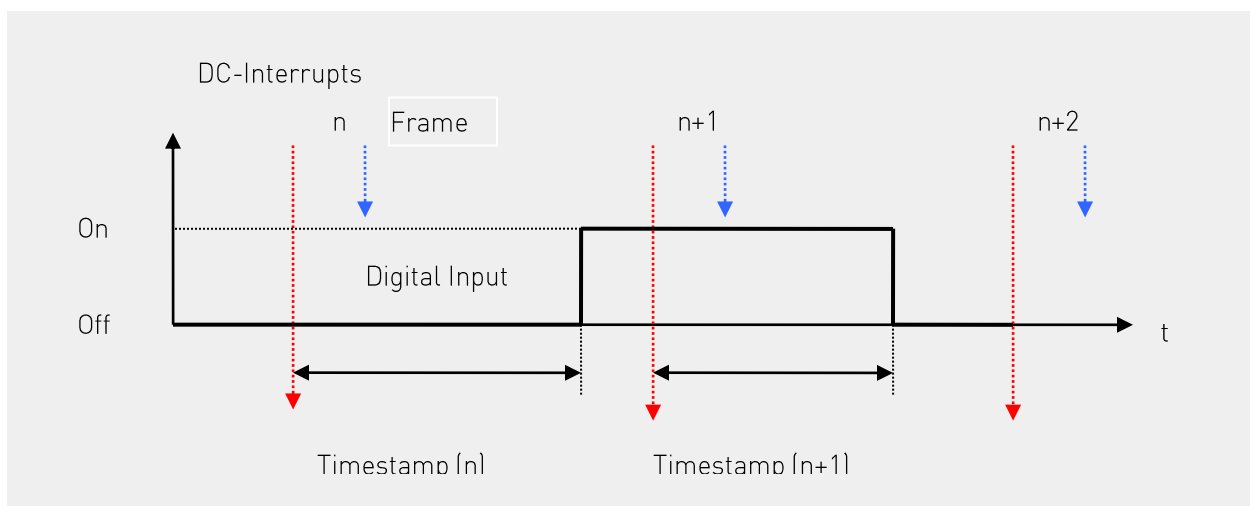 DC-Interrupts
n Frame n+1 n+2
On
Digital Input
Off
t
Timestamp (n) Timestamp (n+1)